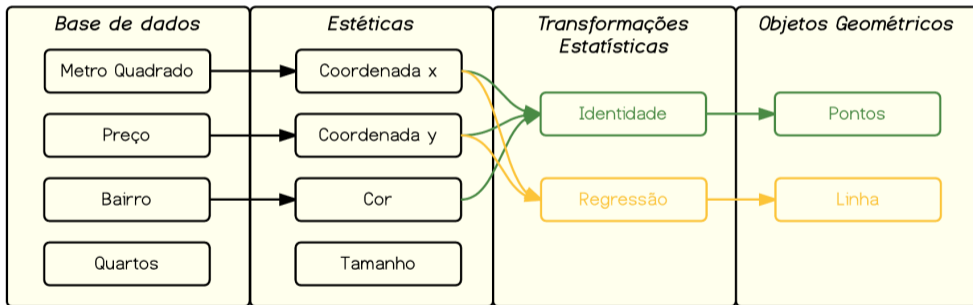 Base de dados
Metro Quadrado
Preço
Bairro
Quartos
Estéticas
Coordenada x
Coordenada y
Cor
Tamanho
Transformações
Estatísticas
Identidade
Regressão
Objetos Geométricos
Pontos
Linha